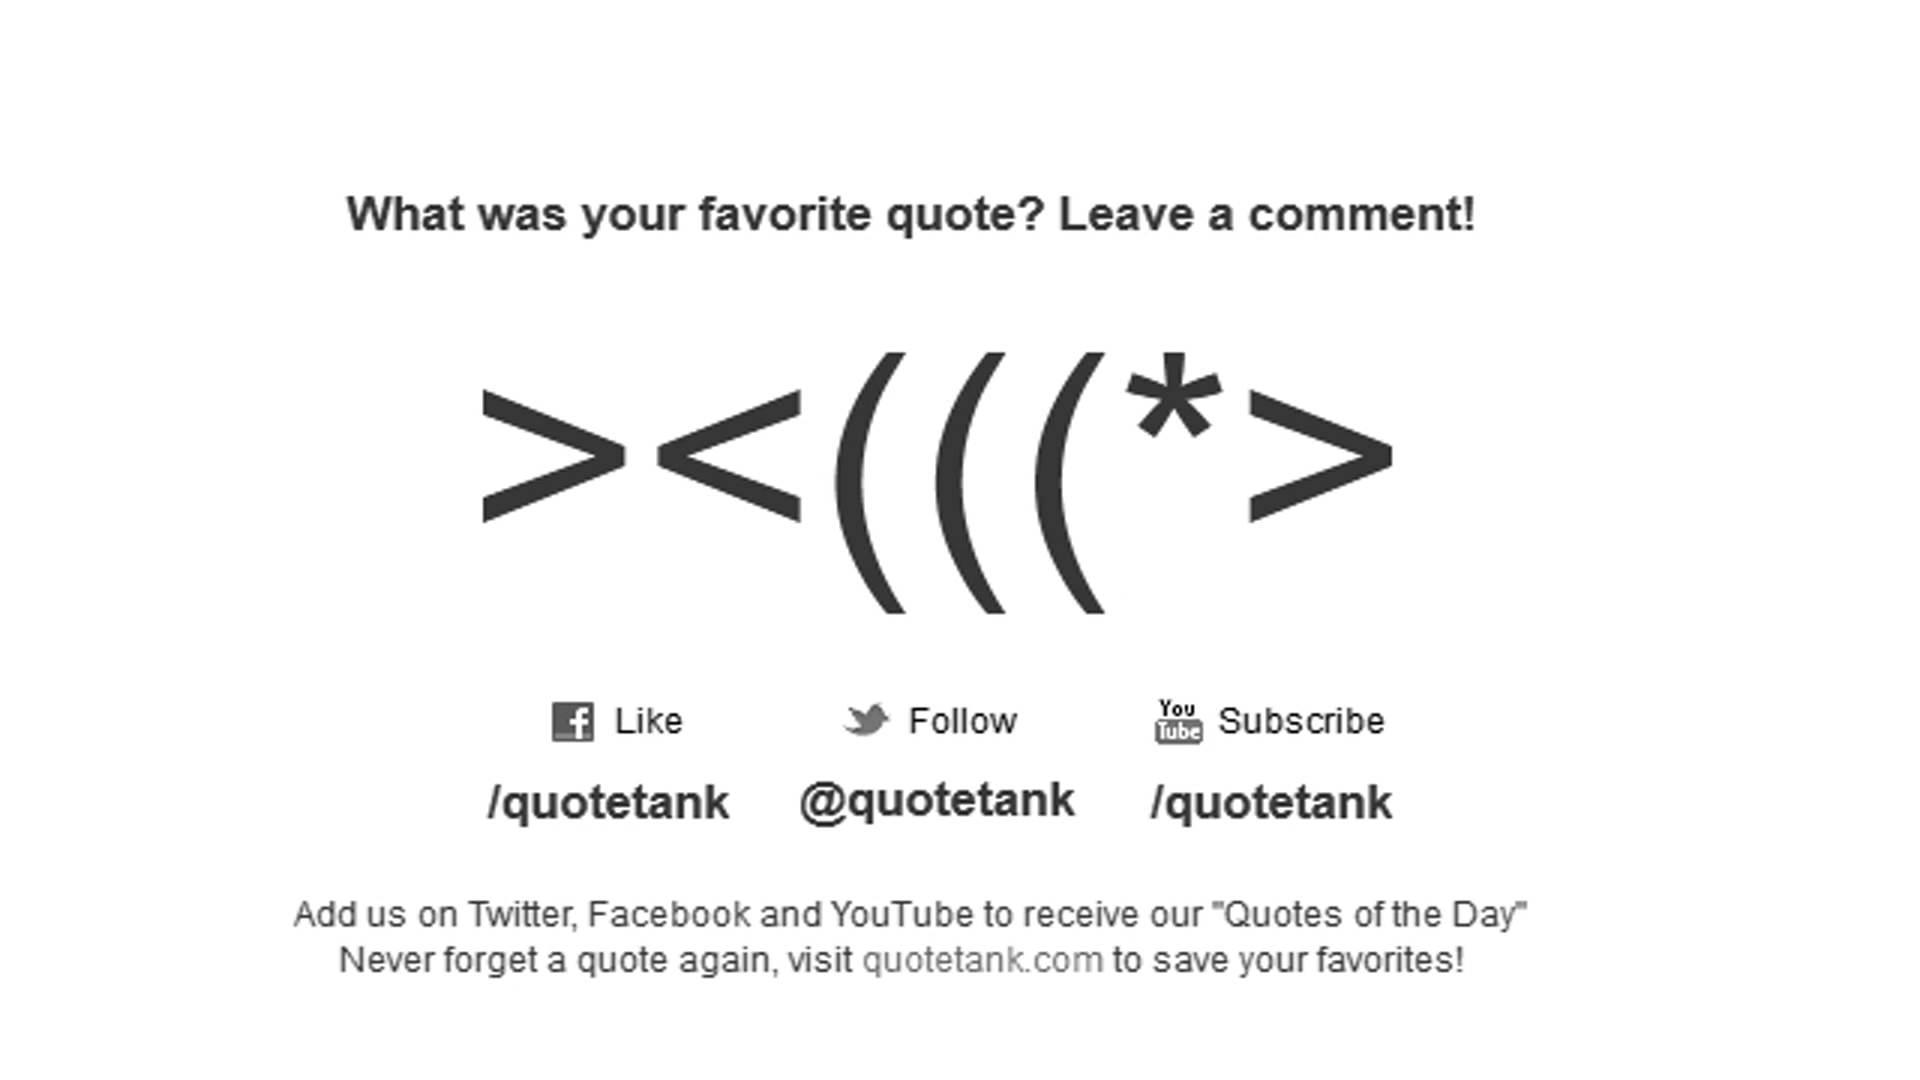 What was your favorite quote? Leave a comment!
><(((*>
f Like
Follow
You Tube Subscribe
/quotetank
@quotetank
/quotetank
Add us on Twitter, Facebook and YouTube to receive our "Quotes of the Day"
Never forget a quote again, visit quotetank.com to save your favorites!